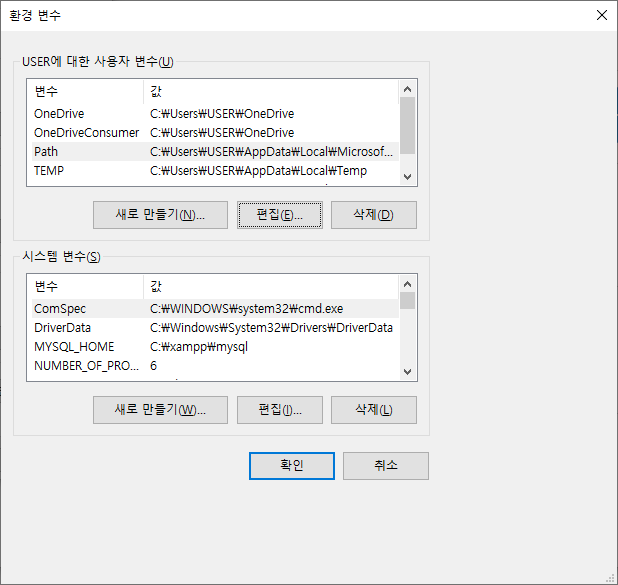 환경 변수
USER에 대한 사용자 변수(U)
변수 값
OneDrive C:₩Users₩USER₩OneDrive
OneDriveConsumer C:₩Users₩USER₩OneDrive
Path C:₩Users₩USER₩AppData₩Local₩Microsof...
TEMP C:₩Users₩USER₩AppData₩Local₩Temp
새로 만들기(N)... 편집(E)... 삭제(D)
시스템 변수(S)
변수 값
ComSpec C:₩WINDOWS₩system32₩cmd.exe
DriverData C:₩Windows₩System32₩Drivers₩DriverData
MYSQL_HOME C:₩xampp₩mysql
NUMBER_OF_PRO... 6
새로 만들기(W)... 편집(I)... 삭제(L)
확인 취소